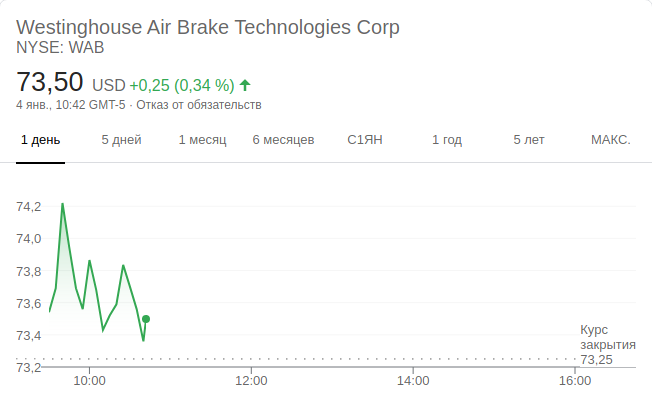 Westinghouse Air Brake Technologies Corp
NYSE: WAB
73,50 USD +0,25 (0,34 %)
4 янв., 10:42 GMT-5 · Отказ от обязательств
1 день 5 дней 1 месяц 6 месяцев С1ЯН 1 год 5 лет МАКС.
74,2
74,0
73,8
73,6
73,4
73,2
Курс
закрытия
73,25
10:00 12:00 14:00 16:00